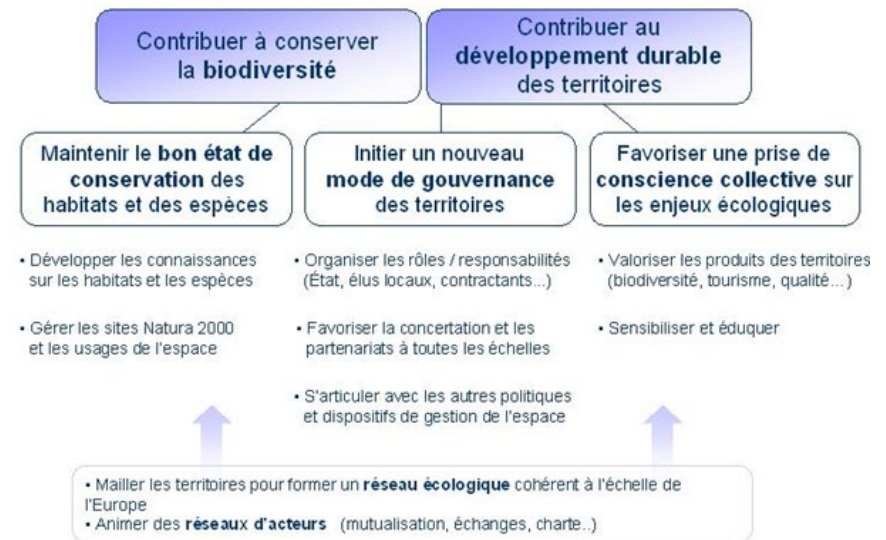 Contribuer à conserver
la biodiversité
Contribuer au
développement durable
des territoires
Maintenir le bon état de
conservation des
habitats et des espèces
• Développer les connaissances
sur les habitats et les espèces
• Gérer les sites Natura 2000
et les usages de l'espace
Initier un nouveau
mode de gouvernance
des territoires
• Organiser les rôles / responsabilités
(État, élus locaux, contractants...)
• Favoriser la concertation et les
partenariats à toutes les échelles
• S'articuler avec les autres politiques
et dispositifs de gestion de l'espace
Favoriser une prise de
conscience collective sur
les enjeux écologiques
• Valoriser les produits des territoires
(biodiversité, tourisme, qualité...)
• Sensibiliser et éduquer
• Mailler les territoires pour former un réseau écologique cohérent à l'échelle de
l'Europe
• Animer des réseaux d'acteurs (mutualisation, échanges, charte..)